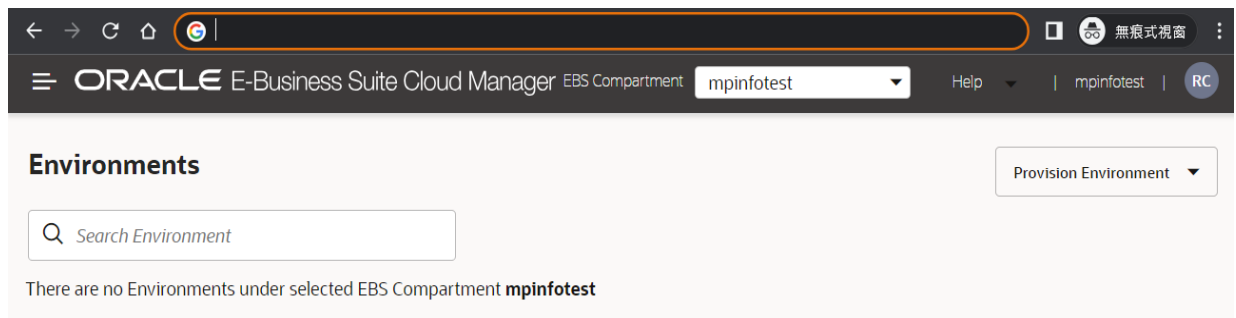 無痕式視窗
ORACLE E-Business Suite Cloud Manager EBS Compartment mpinfotest Help | mpinfotest | RC
Environments
Provision Environment
Search Environment
There are no Environments under selected EBS Compartment mpinfotest